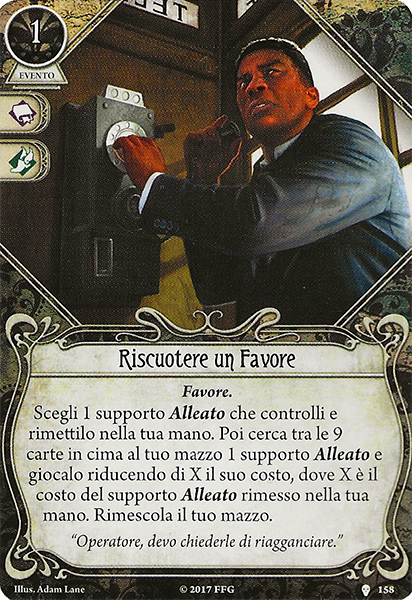 TELE
1
EVENTO
Riscuotere un Favore
Favore.
Scegli 1 supporto Alleato che controlli e
rimettilo nella tua mano. Poi cerca tra le 9
carte in cima al tuo mazzo 1 supporto Alleato e
giocalo riducendo di X il suo costo, dove X è il
costo del supporto Alleato rimesso nella tua
mano. Rimescola il tuo mazzo.
“Operatore, devo chiederle di riagganciare.”
Illus. Adam Lane © 2017 FFG 158